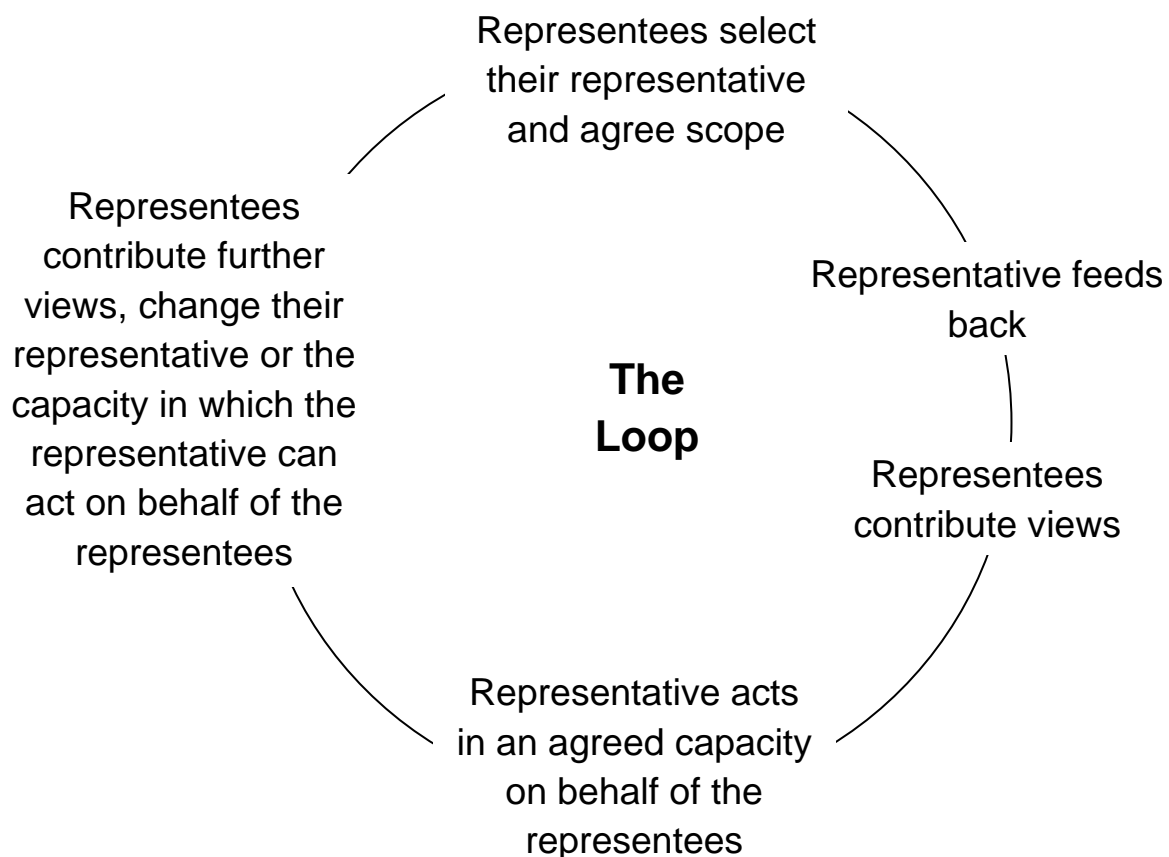 Representees select
their representative
and agree scope
Representative feeds
back
Representees
contribute views
Representative acts
in an agreed capacity
on behalf of the
representees
Representees
contribute further
views, change their
representative or the
capacity in which the
representative can
act on behalf of the
representees
The
Loop